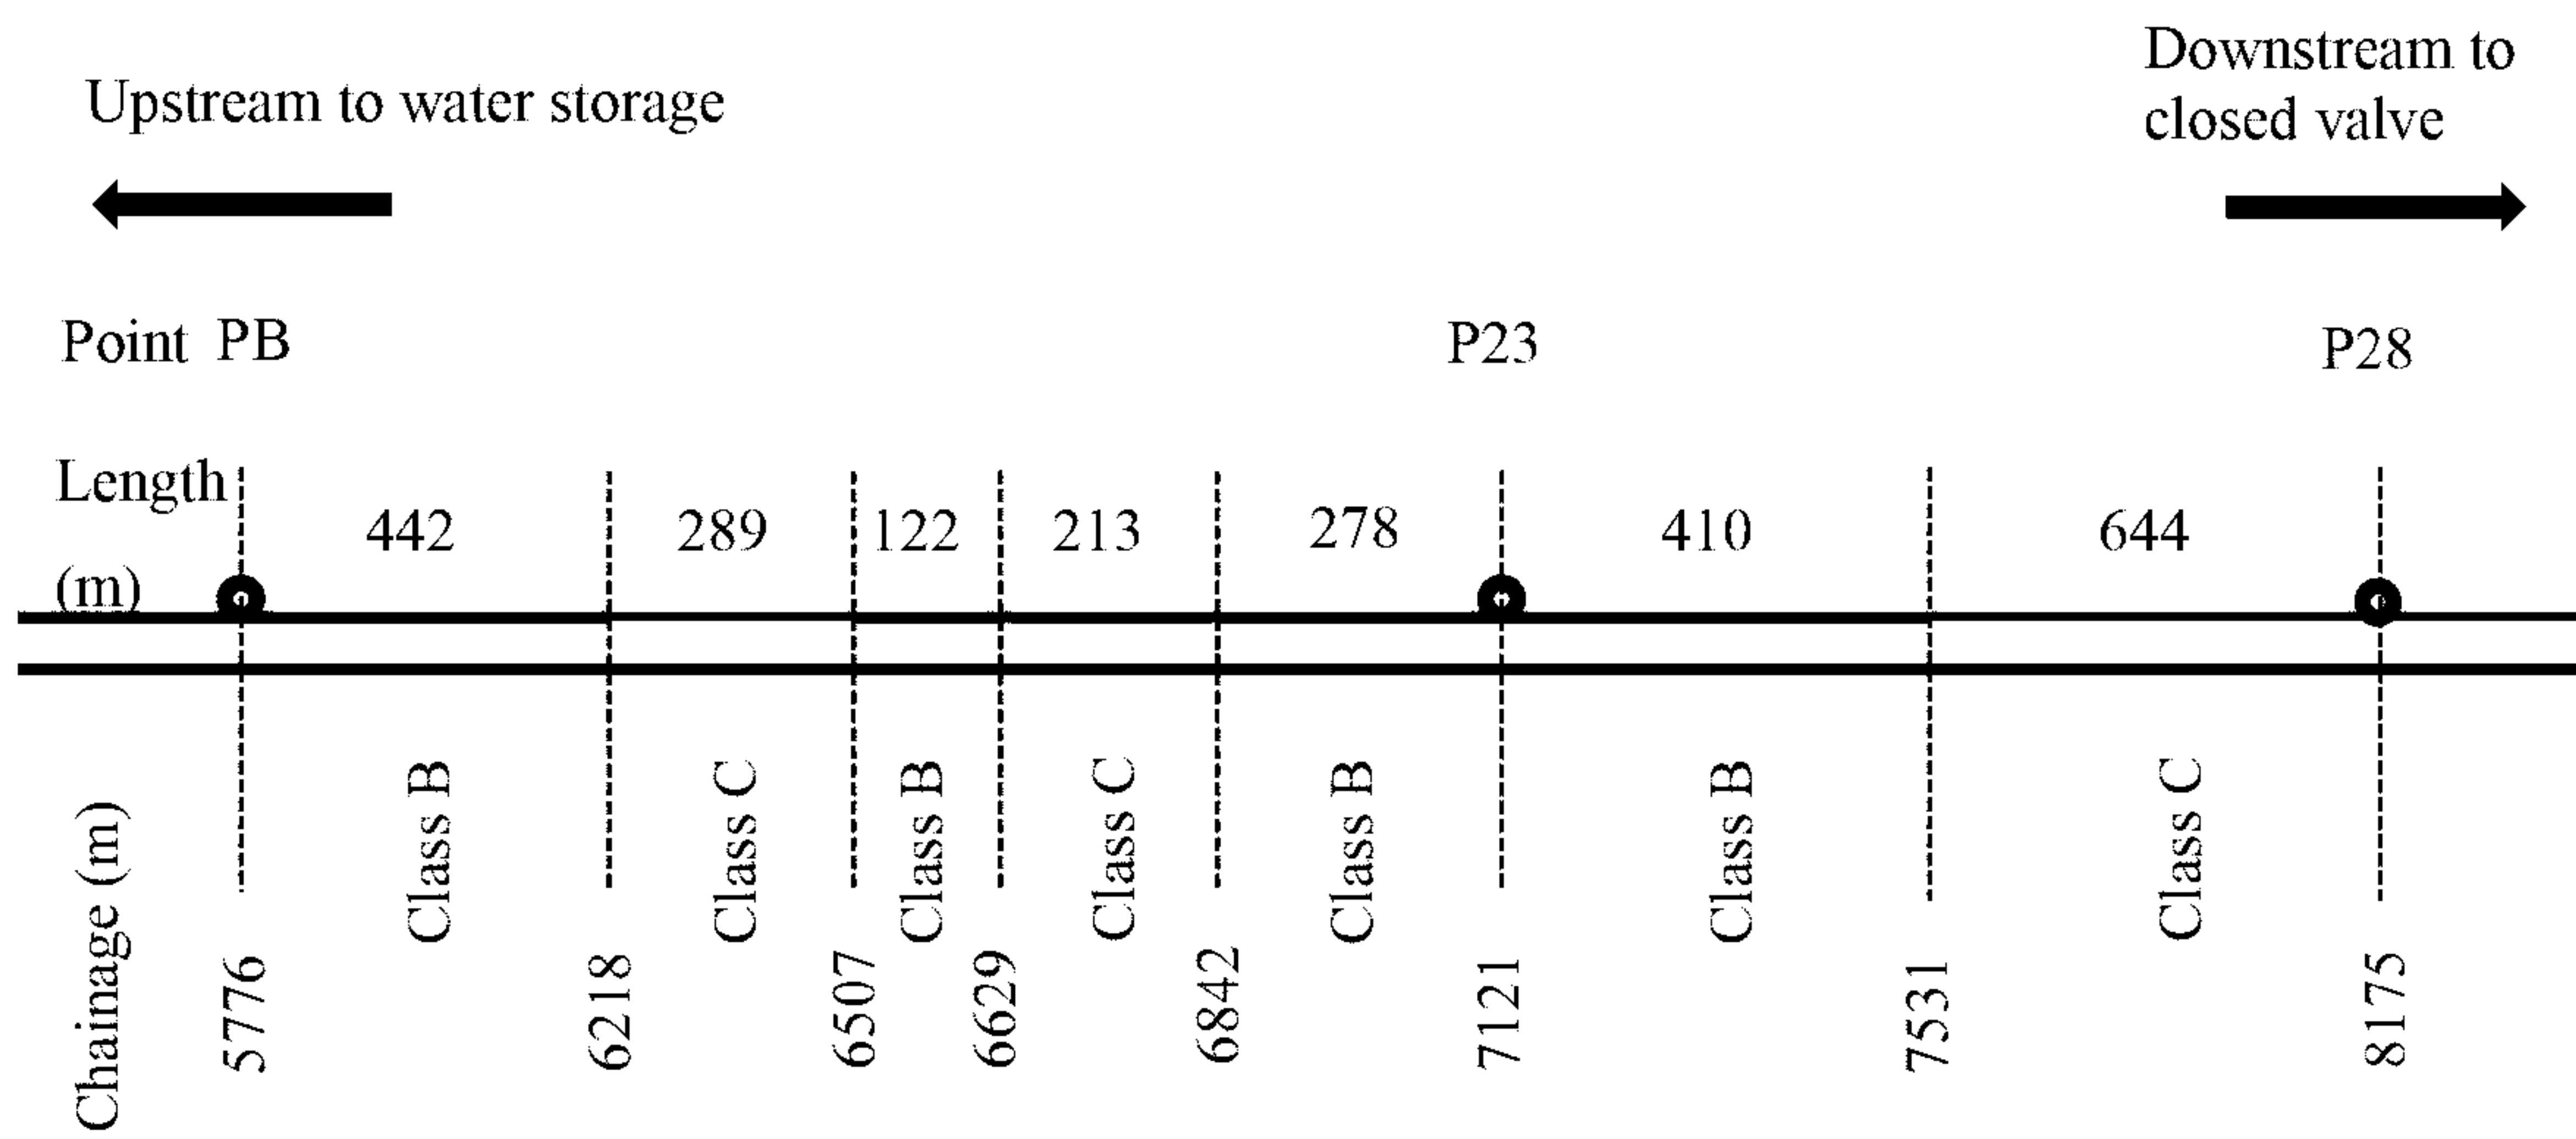 Upstream to water storage
Downstream to
closed valve
Point PB
P23
P28
Length
(m)
442
289
122
213
278
410
644
Chainage (m)
Class B
Class C
Class B
Class C
Class B
Class B
Class C
5776
6218
6507
6629
6842
7121
7531
8175